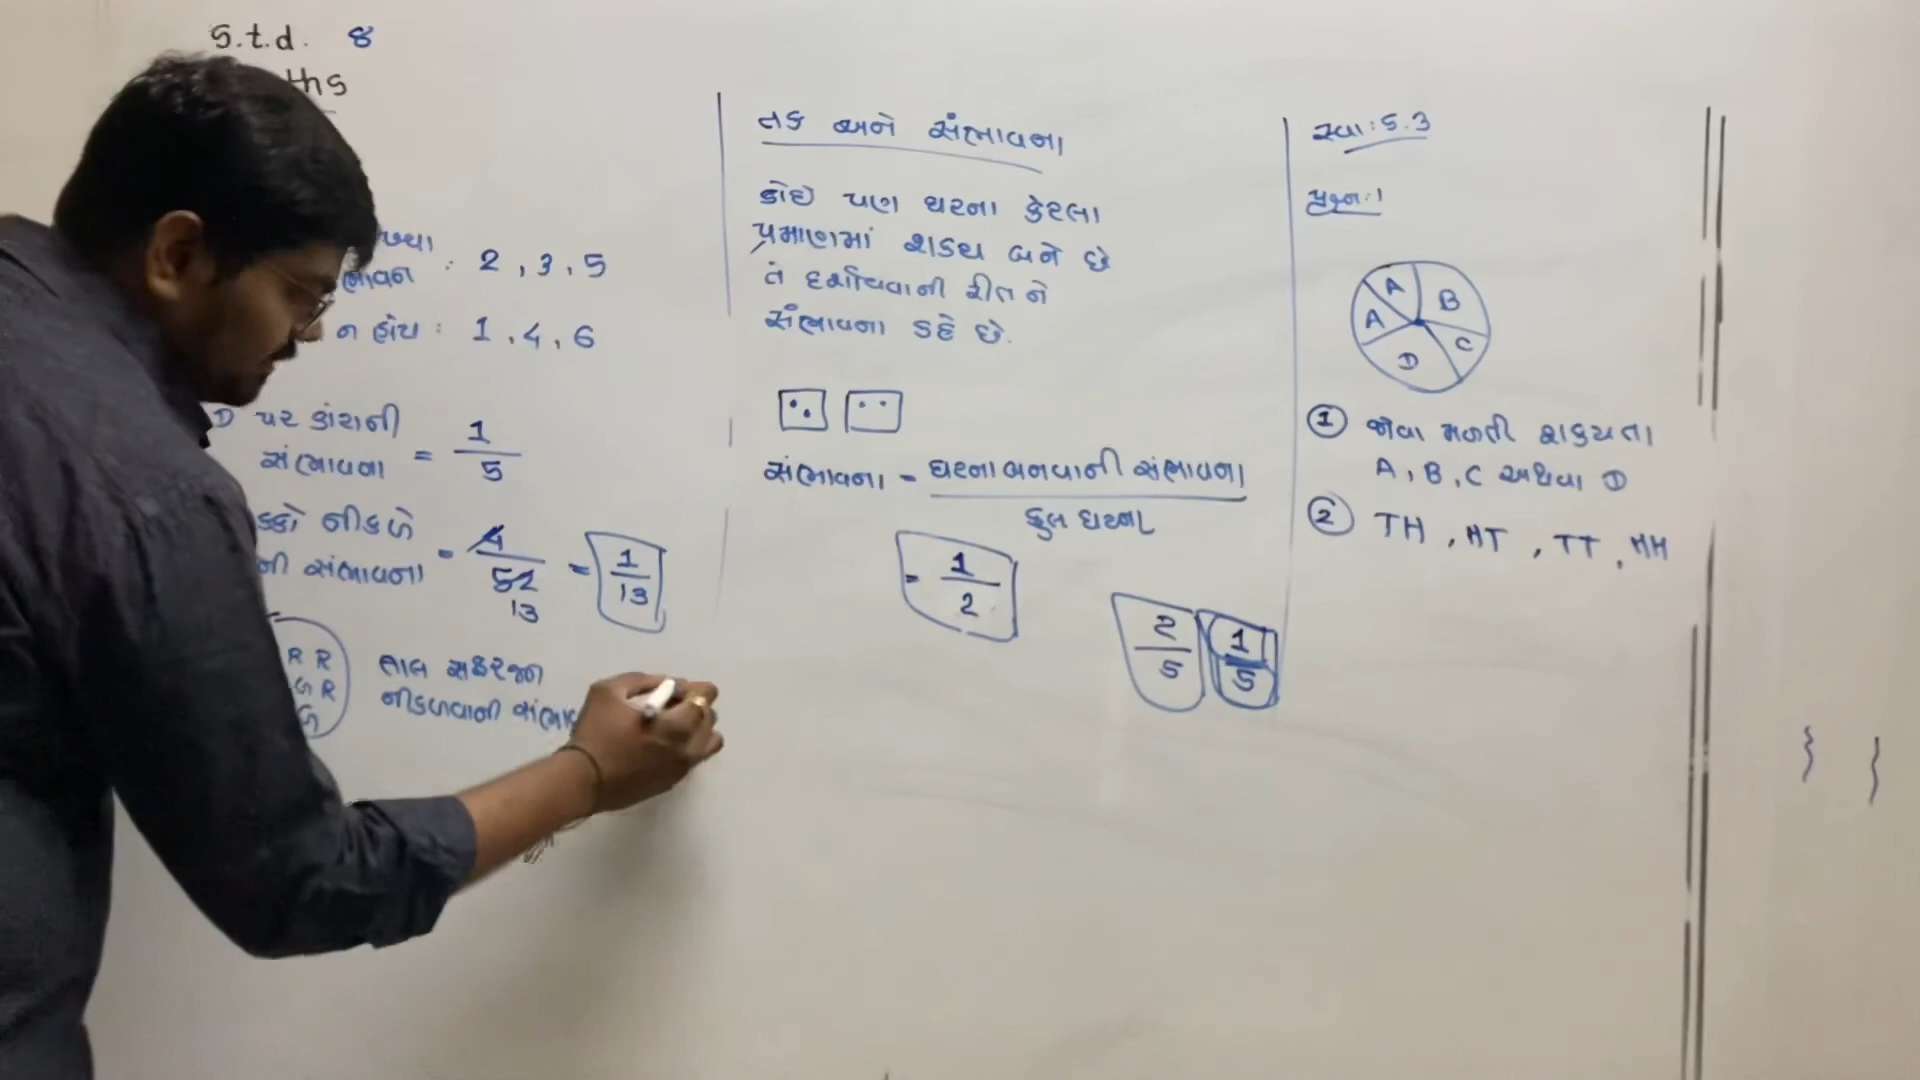 S.t.d. 8
ths
: 2, 3, 5
ન હોય : 1, 4, 6
D પર કાંટાની
સંભાવના = 1/5
નીકળે
ની સંભાવના = 4/52 = 1/13
13
R R
G R
G
લાલ સફરજન
નીકળવાની
તક અને સંભાવના
કોઇ પણ ઘટના કેટલા
પ્રમાણમાં શક્ય બને છે
તે દર્શાવવાની રીત ને
સંભાવના કહે છે.
સંભાવના = ઘટના બનવાની સંભાવના
કુલ ઘટના
= 1/2
2/5
1/5
સ્વા : 5.3
પ્રશ્ન : 1
A B
A C
D
① જોવા મળતી શક્યતા
A, B, C અથવા D
② TH, HT, TT, HH